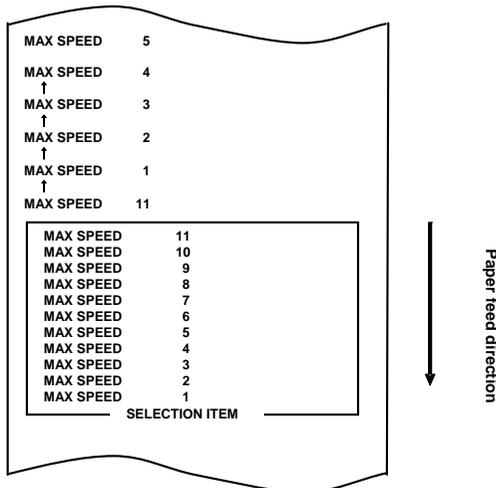 MAX SPEED 5
MAX SPEED 4
↑
MAX SPEED 3
↑
MAX SPEED 2
↑
MAX SPEED 1
↑
MAX SPEED 11
MAX SPEED 11
MAX SPEED 10
MAX SPEED 9
MAX SPEED 8
MAX SPEED 7
MAX SPEED 6
MAX SPEED 5
MAX SPEED 4
MAX SPEED 3
MAX SPEED 2
MAX SPEED 1
SELECTION ITEM
Paper feed direction